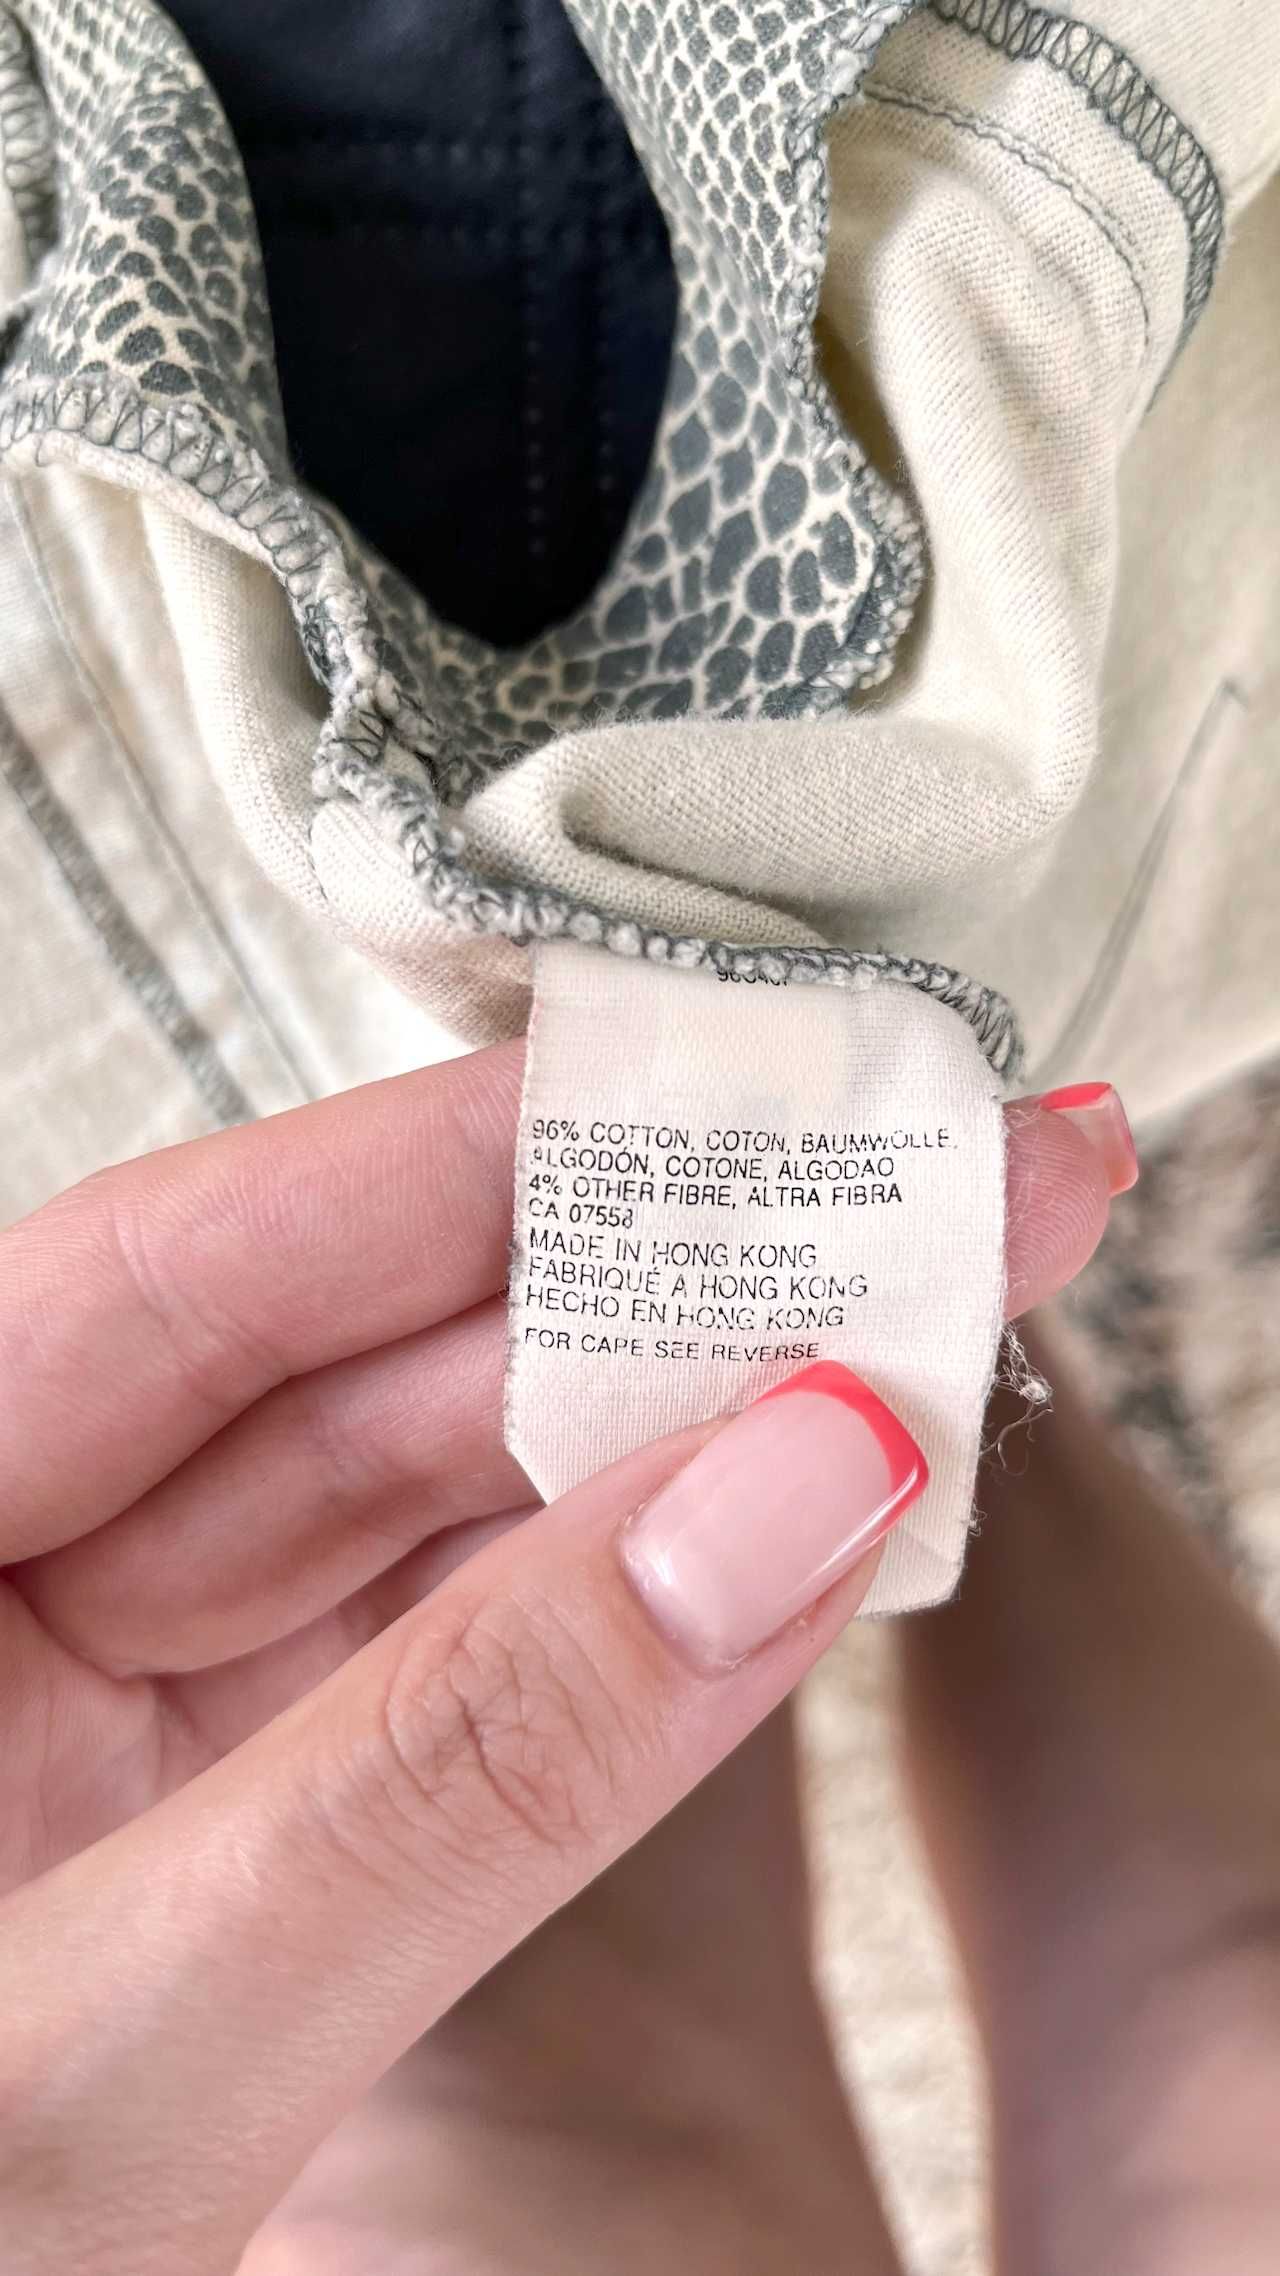 96% COTTON, COTON, BAUMWOLLE,
ALGODÓN, COTONE, ALGODAO
4% OTHER FIBRE, ALTRA FIBRA
CA 07558
MADE IN HONG KONG
FABRIQUÉ A HONG KONG
HECHO EN HONG KONG
FOR CAPE SEE REVERSE